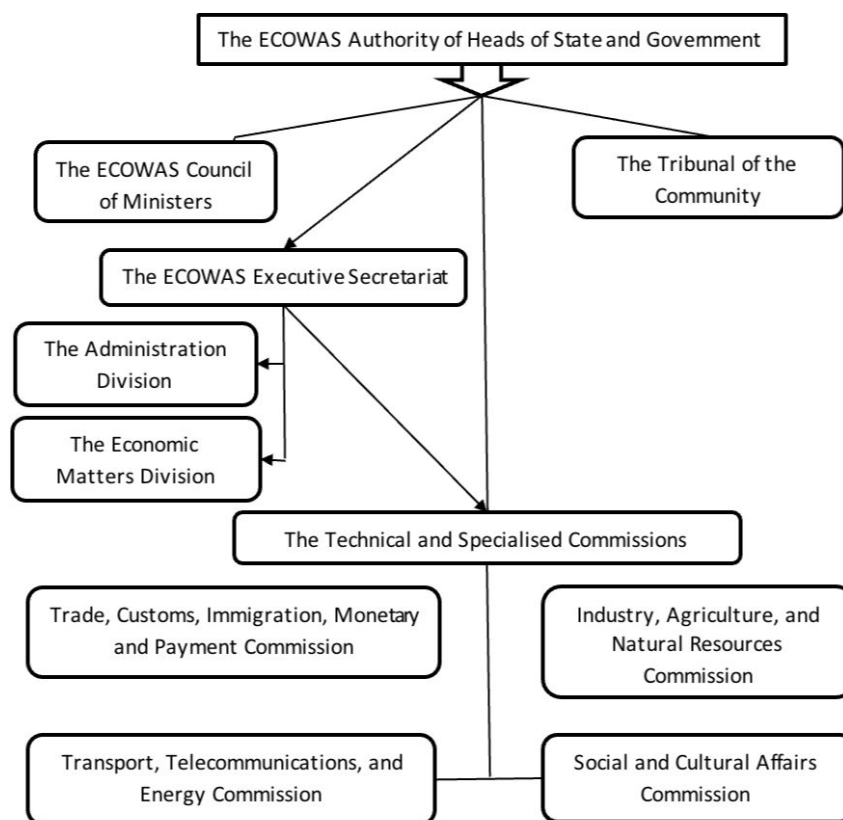 The ECOWAS Authority of Heads of State and Government
The ECOWAS Council
of Ministers
The Tribunal of the
Community
The ECOWAS Executive Secretariat
The Administration
Division
The Economic
Matters Division
The Technical and Specialised Commissions
Trade, Customs, Immigration, Monetary
and Payment Commission
Industry, Agriculture, and
Natural Resources
Commission
Transport, Telecommunications, and
Energy Commission
Social and Cultural Affairs
Commission